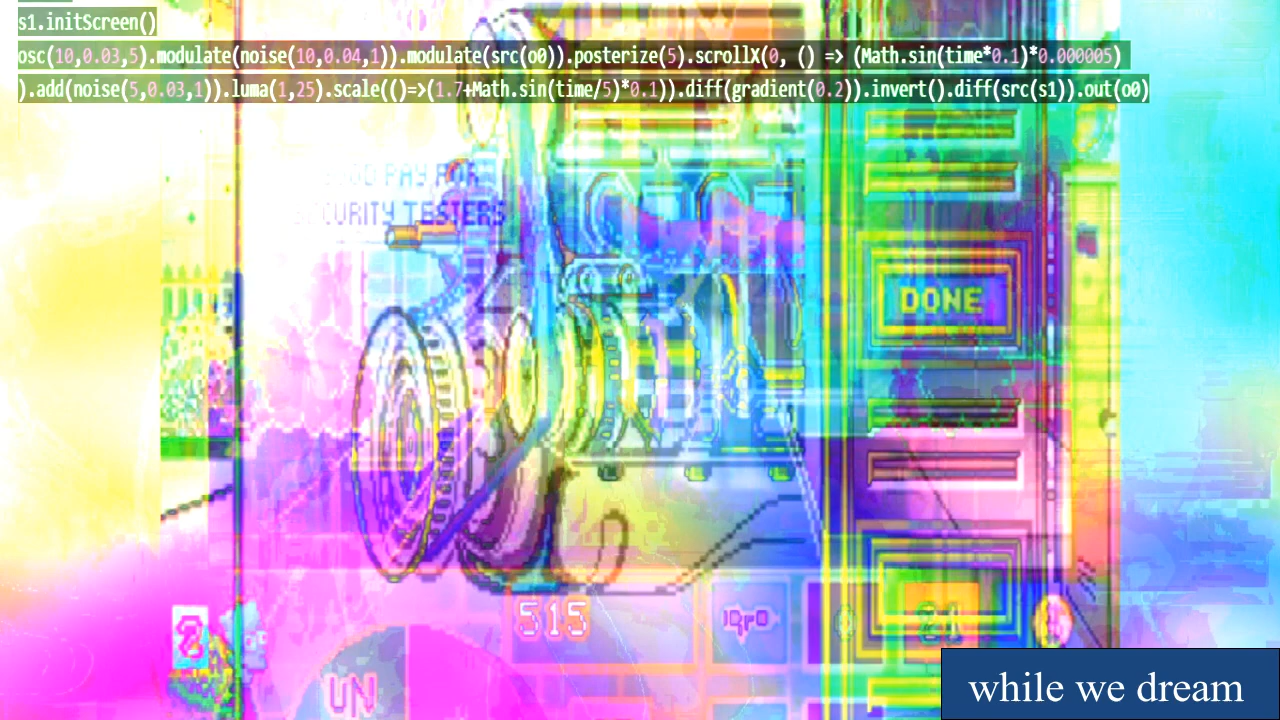 s1.initScreen()
osc(10,0.03,5).modulate(noise(10,0.04,1)).modulate(src(o0)).posterize(5).scrollX(0, () => (Math.sin(time*0.1)*0.000005)
).add(noise(5,0.03,1)).luma(1,25).scale(()=>(1.7+Math.sin(time/5)*0.1)).diff(gradient(0.2)).invert().diff(src(s1)).out(o0)
GOOD PAY FOR
SECURITY TESTERS
DONE
515
21
UN
while we dream